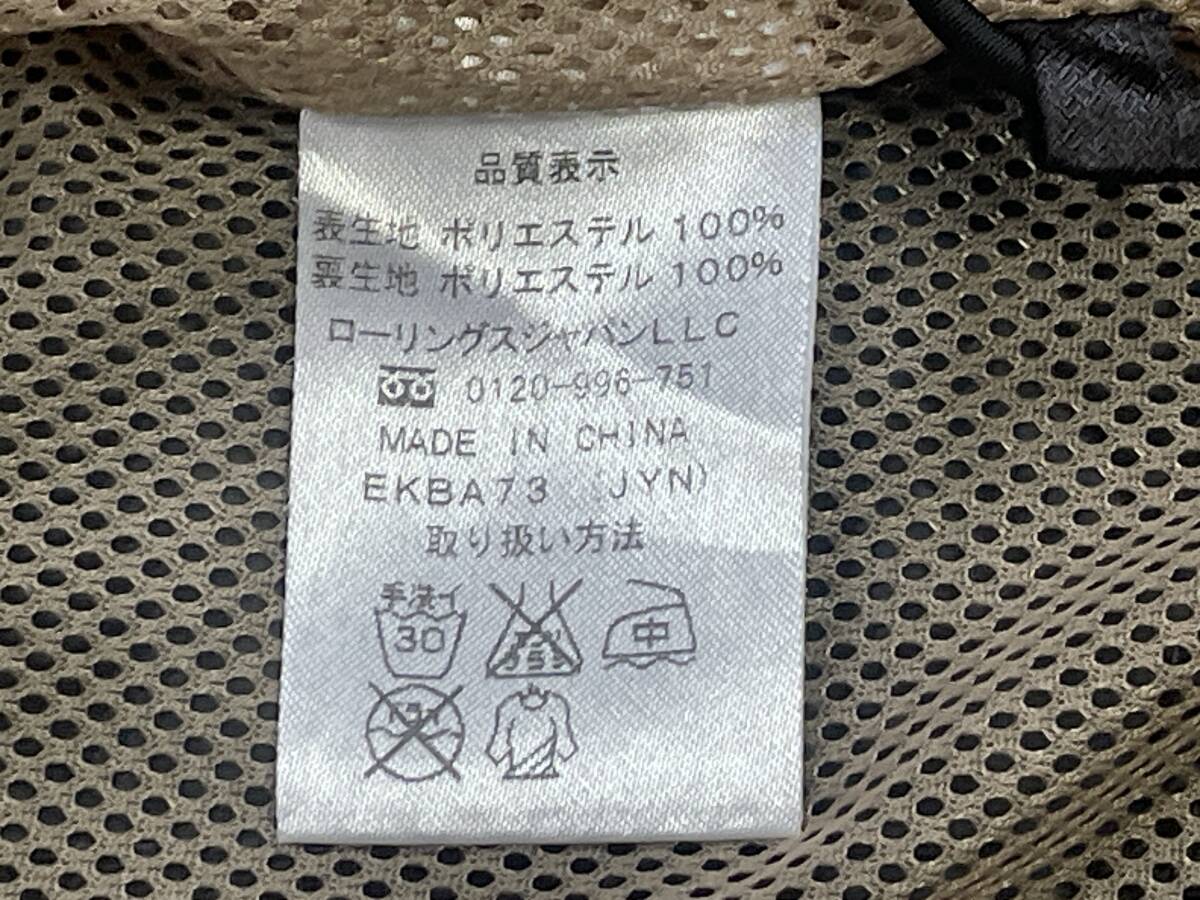 品質表示
表生地 ポリエステル 100%
裏生地 ポリエステル 100%
ローリングスジャパンLLC
0120-996-751
MADE IN CHINA
EKBA73 (JYN)
取り扱い方法
手洗イ
30
中